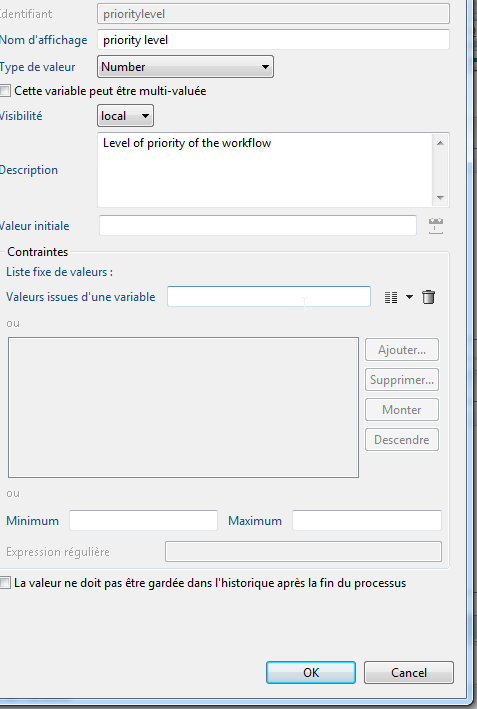 Identifiant prioritylevel
Nom d'affichage priority level
Type de valeur Number
Cette variable peut être multi-valuée
Visibilité local
Level of priority of the workflow
Description
Valeur initiale
Contraintes
Liste fixe de valeurs :
Valeurs issues d'une variable
ou
Ajouter...
Supprimer...
Monter
Descendre
ou
Minimum Maximum
Expression régulière
La valeur ne doit pas être gardée dans l'historique après la fin du processus
OK Cancel